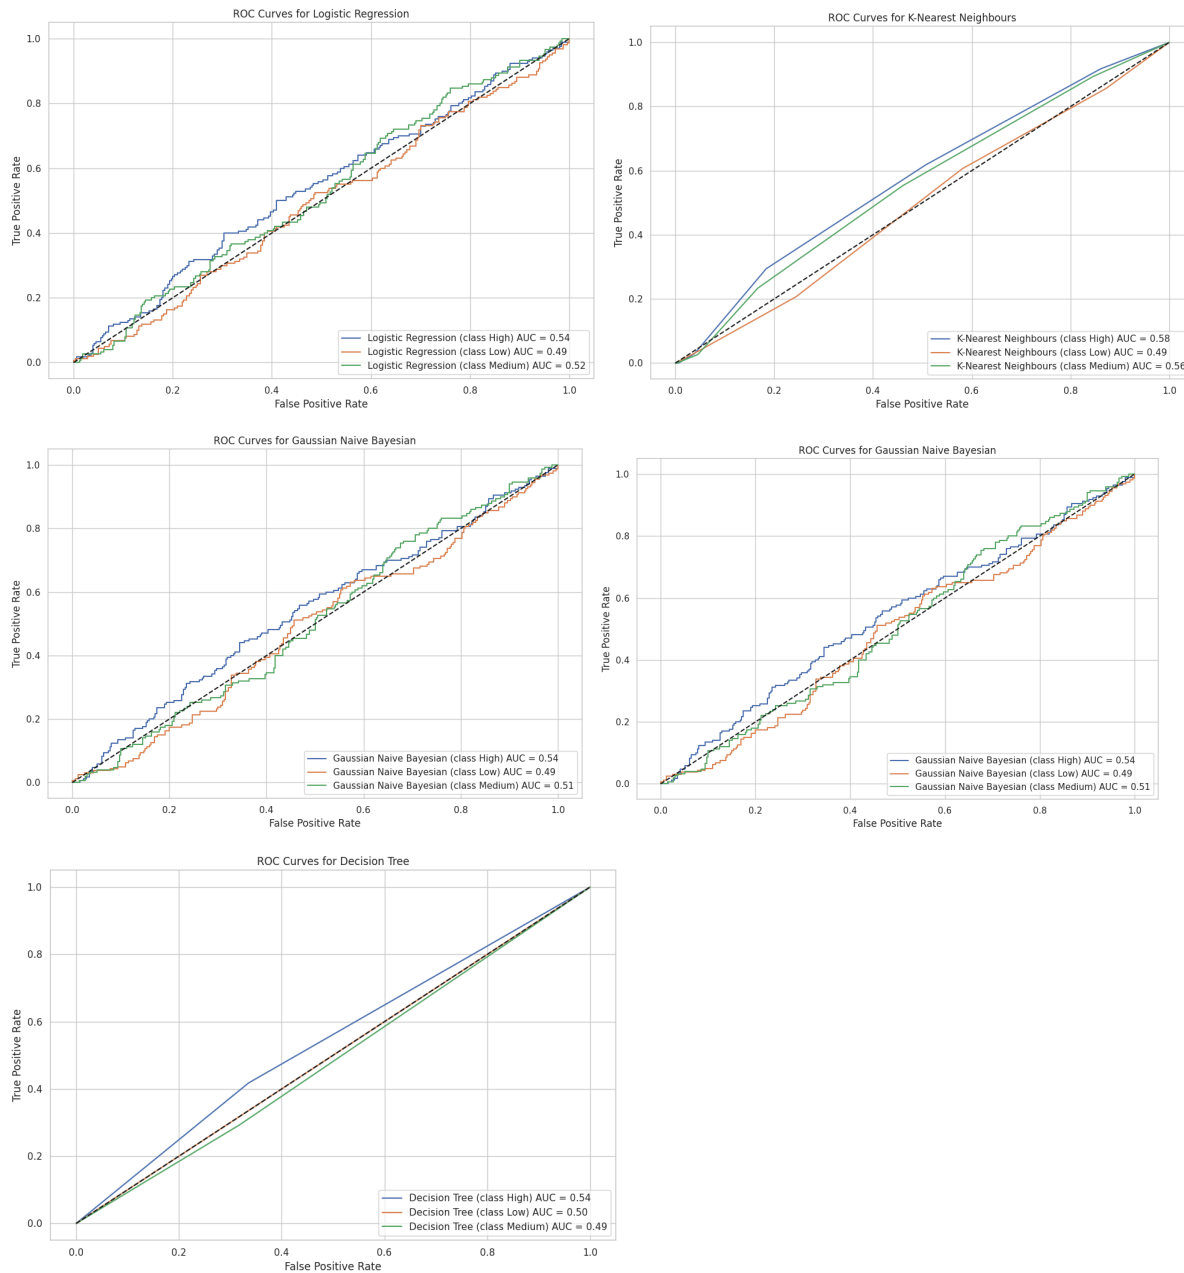 ROC Curves for Logistic Regression
True Positive Rate
1.0
0.8
0.6
0.4
0.2
0.0
Logistic Regression (class High) AUC = 0.54
Logistic Regression (class Low) AUC = 0.49
Logistic Regression (class Medium) AUC = 0.52
0.0 0.2 0.4 0.6 0.8 1.0
False Positive Rate
ROC Curves for K-Nearest Neighbours
True Positive Rate
1.0
0.8
0.6
0.4
0.2
0.0
K-Nearest Neighbours (class High) AUC = 0.58
K-Nearest Neighbours (class Low) AUC = 0.49
K-Nearest Neighbours (class Medium) AUC = 0.56
0.0 0.2 0.4 0.6 0.8 1.0
False Positive Rate
ROC Curves for Gaussian Naive Bayesian
True Positive Rate
1.0
0.8
0.6
0.4
0.2
0.0
Gaussian Naive Bayesian (class High) AUC = 0.54
Gaussian Naive Bayesian (class Low) AUC = 0.49
Gaussian Naive Bayesian (class Medium) AUC = 0.51
0.0 0.2 0.4 0.6 0.8 1.0
False Positive Rate
ROC Curves for Gaussian Naive Bayesian
True Positive Rate
1.0
0.8
0.6
0.4
0.2
0.0
Gaussian Naive Bayesian (class High) AUC = 0.54
Gaussian Naive Bayesian (class Low) AUC = 0.49
Gaussian Naive Bayesian (class Medium) AUC = 0.51
0.0 0.2 0.4 0.6 0.8 1.0
False Positive Rate
ROC Curves for Decision Tree
True Positive Rate
1.0
0.8
0.6
0.4
0.2
0.0
Decision Tree (class High) AUC = 0.54
Decision Tree (class Low) AUC = 0.50
Decision Tree (class Medium) AUC = 0.49
0.0 0.2 0.4 0.6 0.8 1.0
False Positive Rate